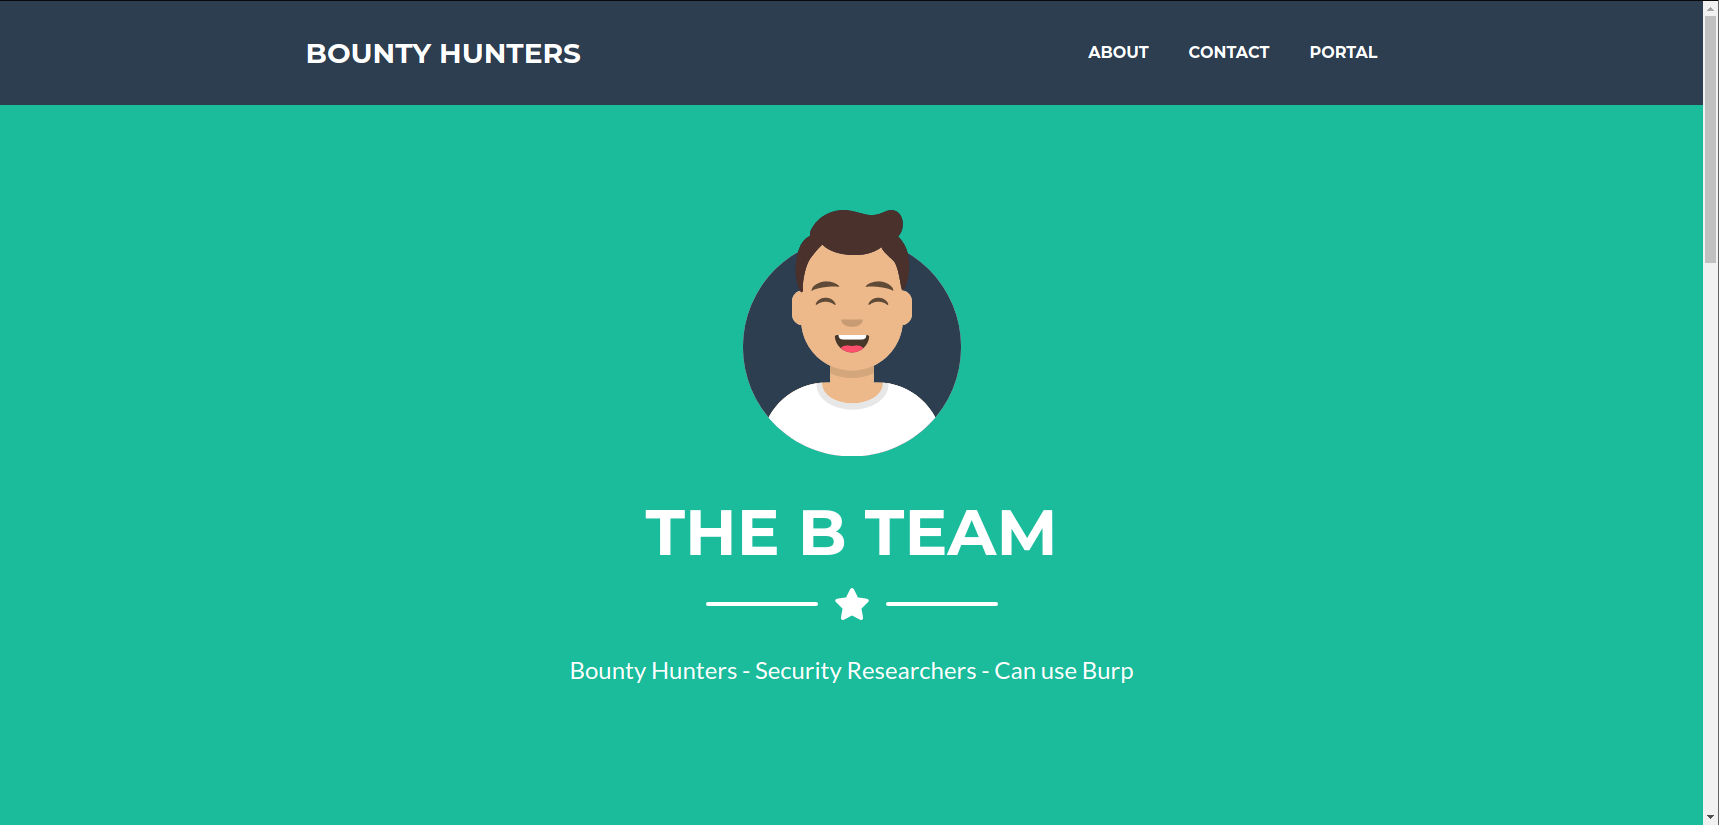 BOUNTY HUNTERS
ABOUT CONTACT PORTAL
THE B TEAM
Bounty Hunters - Security Researchers - Can use Burp